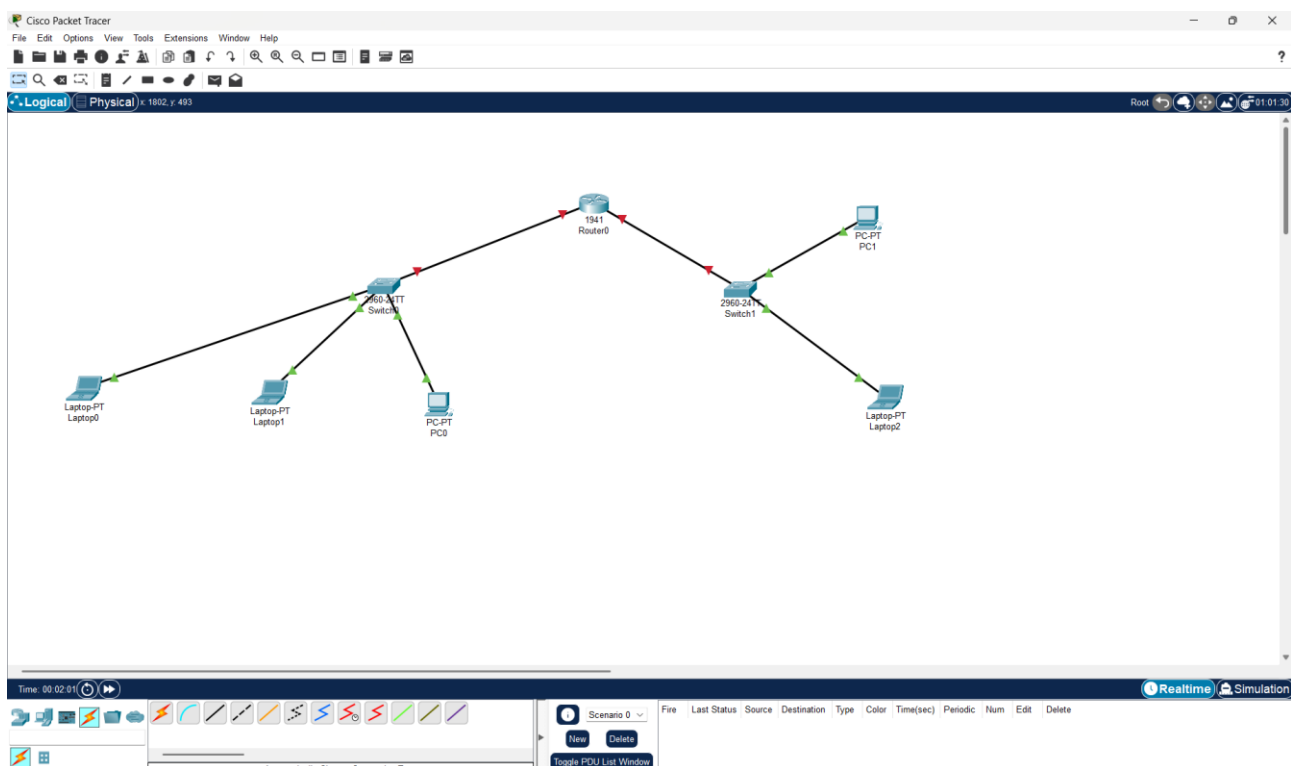 Cisco Packet Tracer
File Edit Options View Tools Extensions Window Help
?
Logical Physical x: 1802, y: 493
Root 01:01:30
1941
Router0
PC-PT
PC1
2960-24TT
Switch0
2960-24TT
Switch1
Laptop-PT
Laptop0
Laptop-PT
Laptop1
PC-PT
PC0
Laptop-PT
Laptop2
Time: 00:02:01
Realtime Simulation
Scenario 0
Fire Last Status Source Destination Type Color Time(sec) Periodic Num Edit Delete
New Delete
Toggle PDU List Window